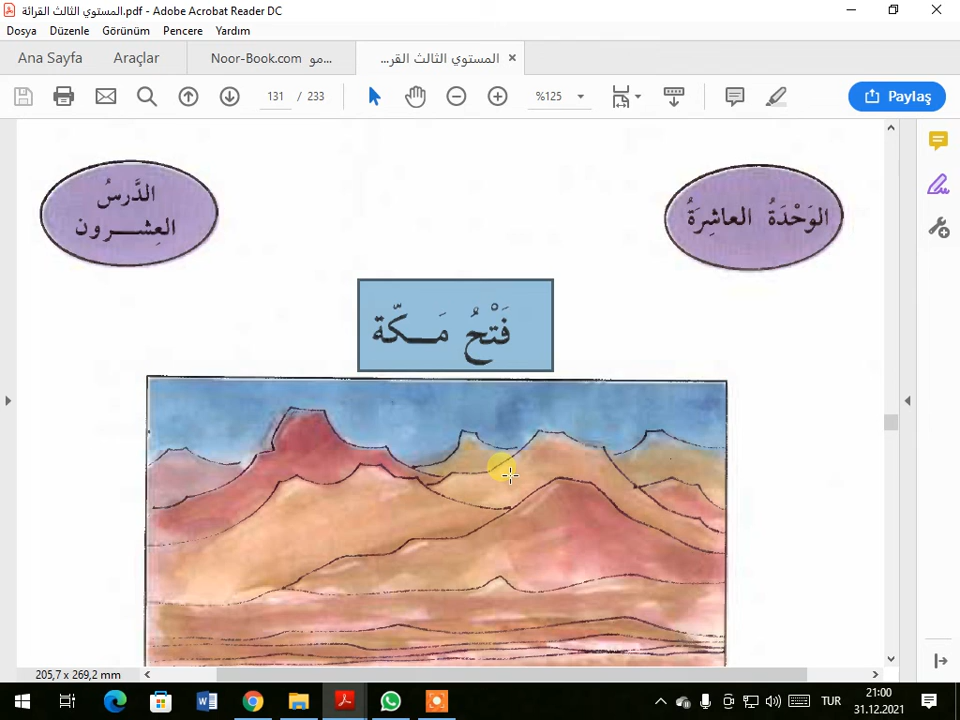 المستوي الثالث القرائة.pdf - Adobe Acrobat Reader DC
Dosya Düzenle Görünüm Pencere Yardım
Ana Sayfa Araçlar Noor-Book.com مو... المستوي الثالث القر...
131 / 233 %125 Paylaş
الوَحْدَةُ العاشِرَةُ
الدَّرسُ
العِشـــرون
فَتْحُ مَـــكّة
205,7 x 269,2 mm
TUR
21:00
31.12.2021